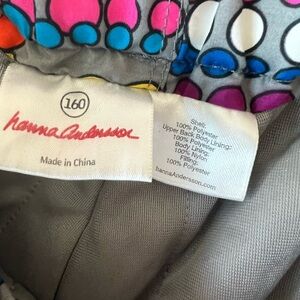 160
hanna Andersson
Made in China
Shell:
100% Polyester
Upper Back Body Lining:
100% Polyester
Body Lining:
100% Nylon
Filling:
100% Polyester
hannaAndersson.com